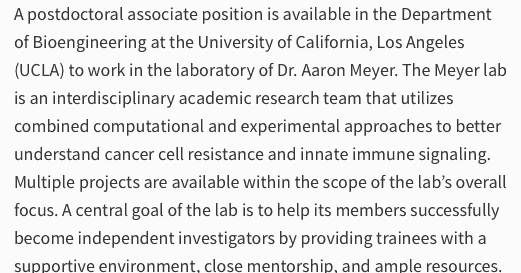 A postdoctoral associate position is available in the Department
of Bioengineering at the University of California, Los Angeles
(UCLA) to work in the laboratory of Dr. Aaron Meyer. The Meyer lab
is an interdisciplinary academic research team that utilizes
combined computational and experimental approaches to better
understand cancer cell resistance and innate immune signaling.
Multiple projects are available within the scope of the lab’s overall
focus. A central goal of the lab is to help its members successfully
become independent investigators by providing trainees with a
supportive environment, close mentorship, and ample resources.